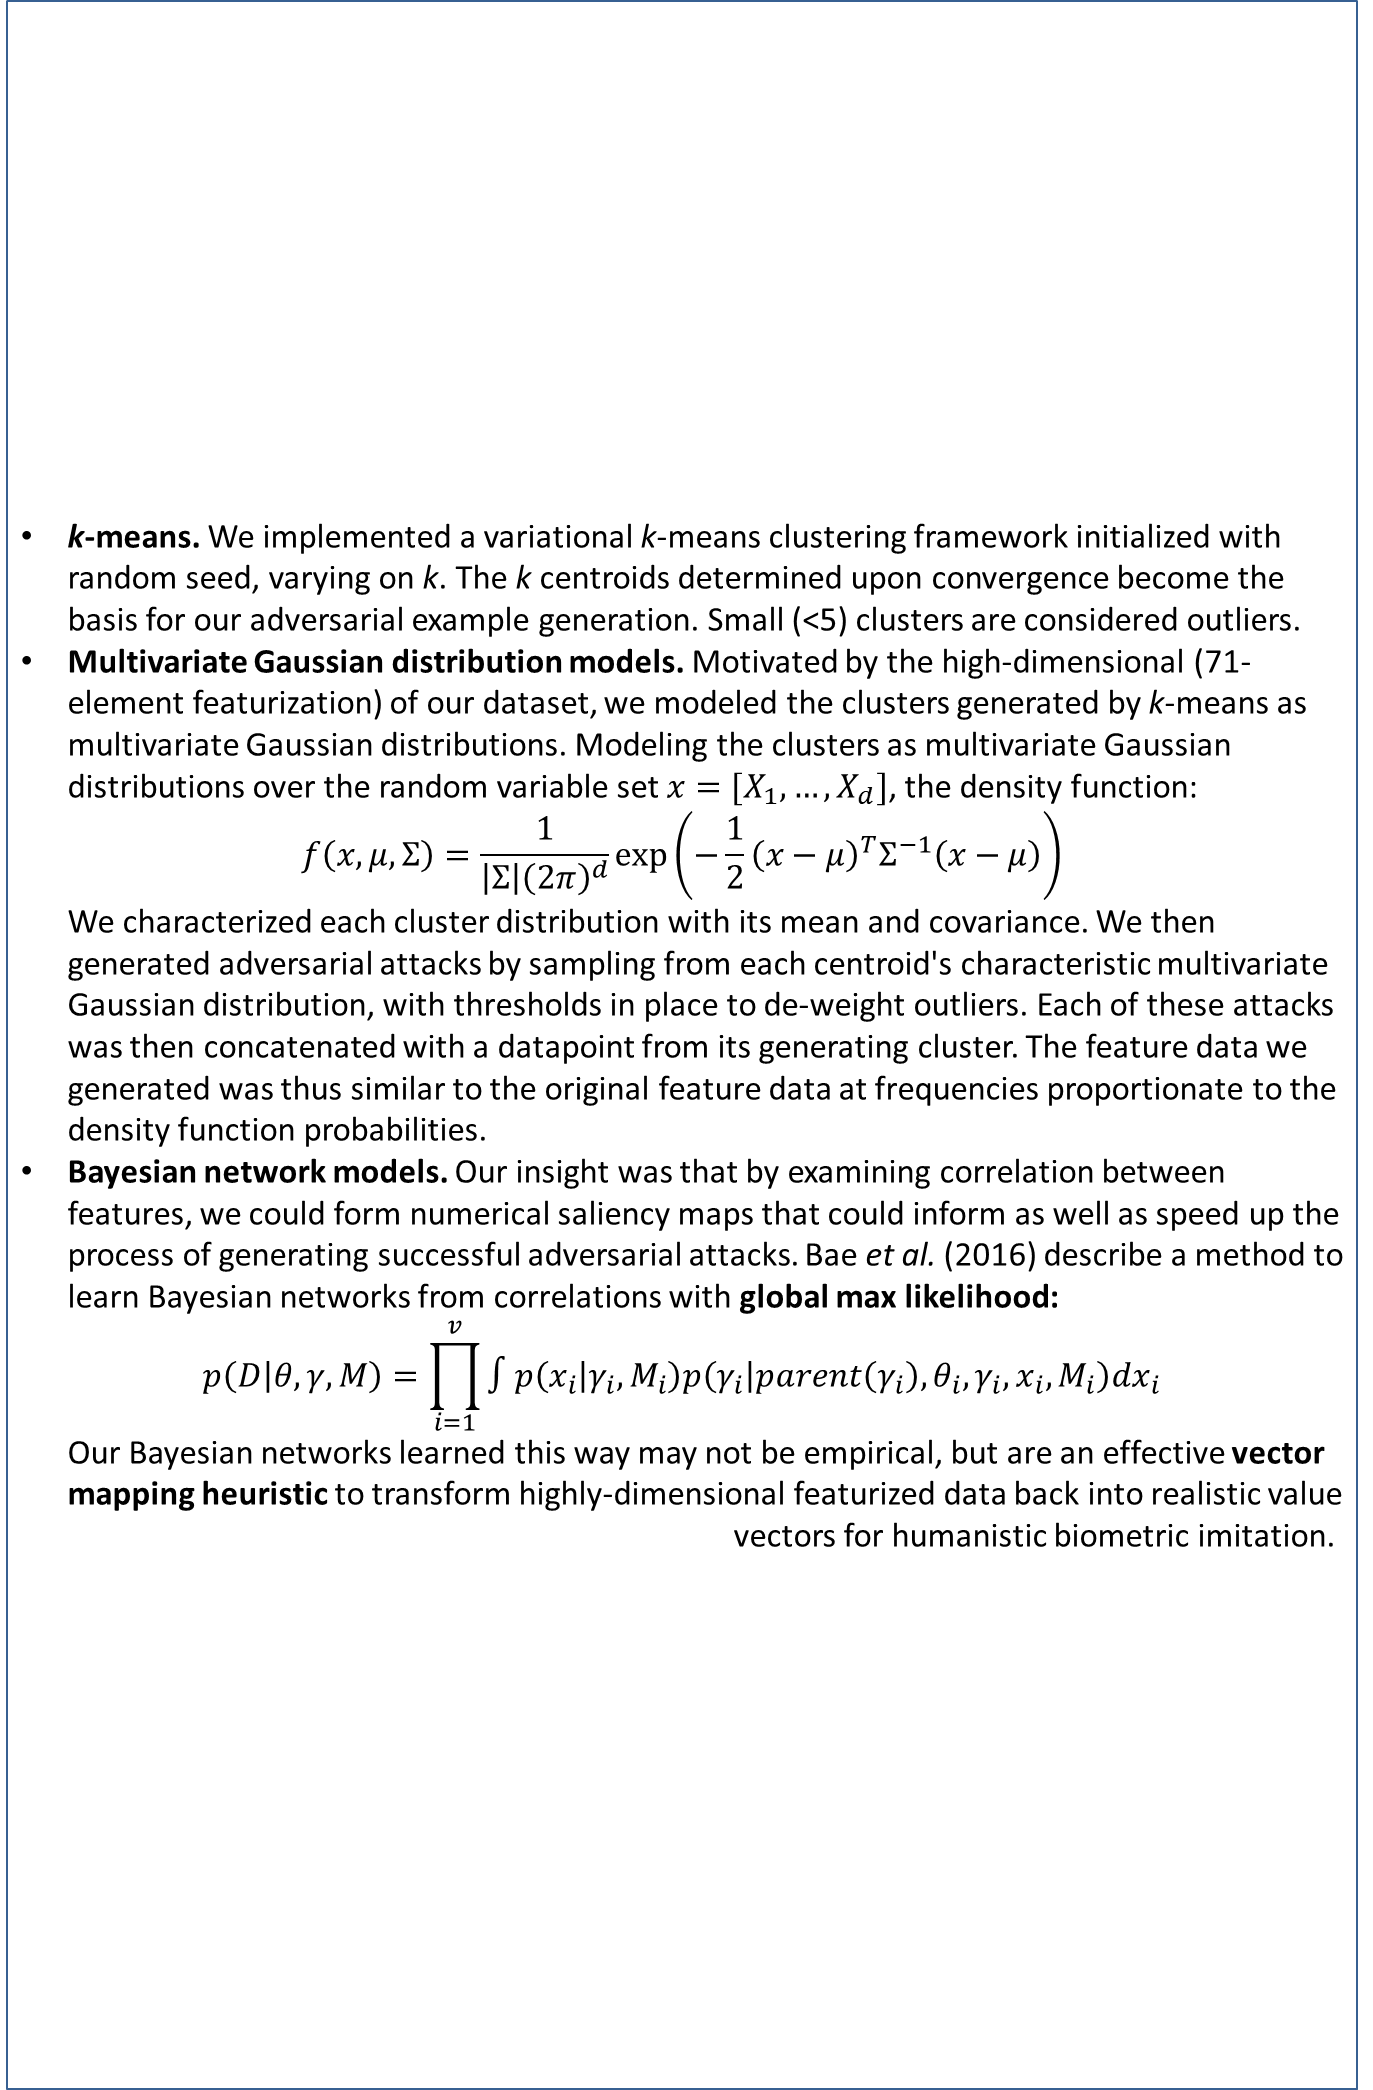 • k-means. We implemented a variational k-means clustering framework initialized with
random seed, varying on k. The k centroids determined upon convergence become the
basis for our adversarial example generation. Small (<5) clusters are considered outliers.
• Multivariate Gaussian distribution models. Motivated by the high-dimensional (71-
element featurization) of our dataset, we modeled the clusters generated by k-means as
multivariate Gaussian distributions. Modeling the clusters as multivariate Gaussian
distributions over the random variable set x = [X₁, …, X_d], the density function:
f(x, μ, Σ) = 1 / (|Σ|(2π)^d) exp(−1/2 (x − μ)^T Σ^−1 (x − μ))
We characterized each cluster distribution with its mean and covariance. We then
generated adversarial attacks by sampling from each centroid's characteristic multivariate
Gaussian distribution, with thresholds in place to de-weight outliers. Each of these attacks
was then concatenated with a datapoint from its generating cluster. The feature data we
generated was thus similar to the original feature data at frequencies proportionate to the
density function probabilities.
• Bayesian network models. Our insight was that by examining correlation between
features, we could form numerical saliency maps that could inform as well as speed up the
process of generating successful adversarial attacks. Bae et al. (2016) describe a method to
learn Bayesian networks from correlations with global max likelihood:
p(D|θ, γ, M) = ∏_{i=1}^{v} ∫ p(x_i|γ_i, M_i)p(γ_i|parent(γ_i), θ_i, γ_i, x_i, M_i)dx_i
Our Bayesian networks learned this way may not be empirical, but are an effective vector
mapping heuristic to transform highly-dimensional featurized data back into realistic value
vectors for humanistic biometric imitation.